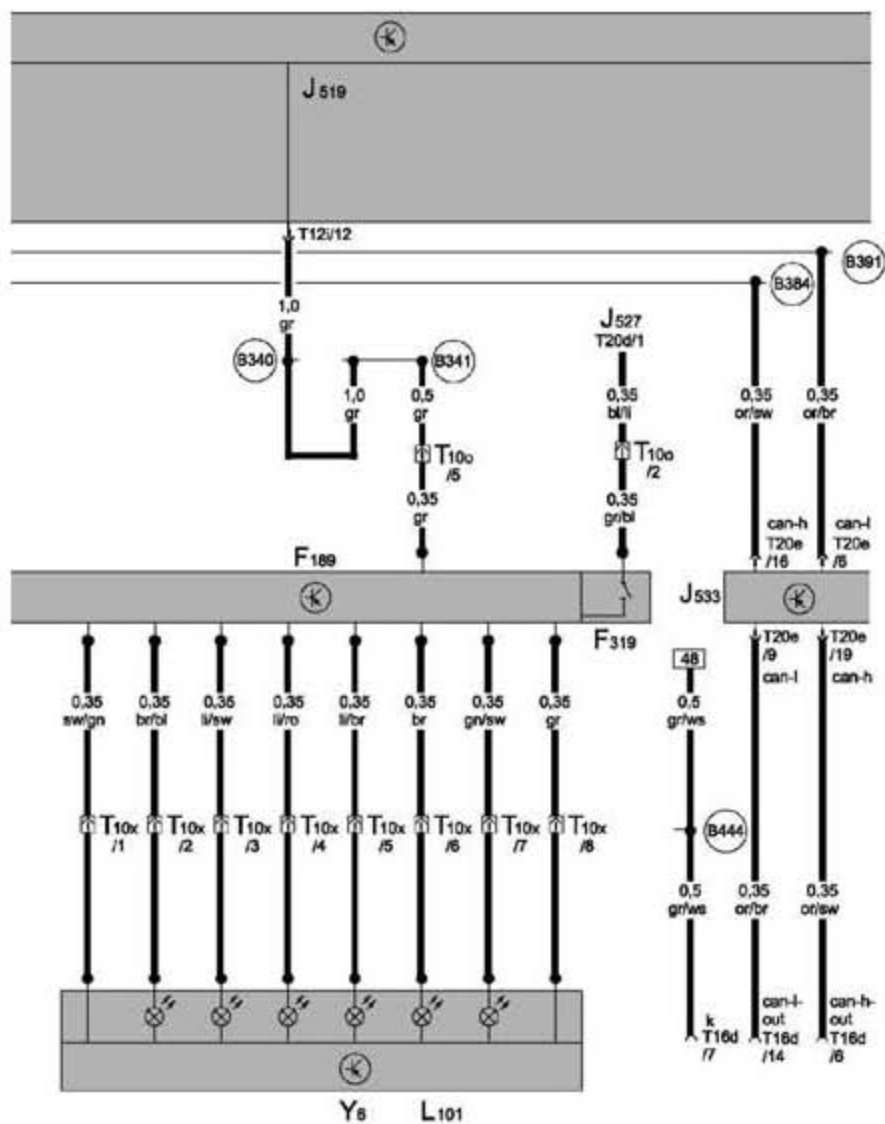 J 519
T12i/12
B391
B384
1,0
gr
J 527
T20d/1
B340
B341
1,0
gr
0,5
gr
0,35
bl/li
0,35
or/sw
0,35
or/br
T10o
/5
T10o
/2
0,35
gr
0,35
gr/bl
can-h
T20e
/16
can-l
T20e
/6
F189
J533
F319
T20e
/9
can-l
T20e
/19
can-h
48
0,35
sw/gn
0,35
br/bl
0,35
li/sw
0,35
li/ro
0,35
li/br
0,35
br
0,35
gn/sw
0,35
gr
0,5
gr/ws
T10x
/1
T10x
/2
T10x
/3
T10x
/4
T10x
/5
T10x
/6
T10x
/7
T10x
/8
B444
0,5
gr/ws
0,35
or/br
0,35
or/sw
k
T16d
/7
can-l-
out
T16d
/14
can-h-
out
T16d
/6
Y6
L101